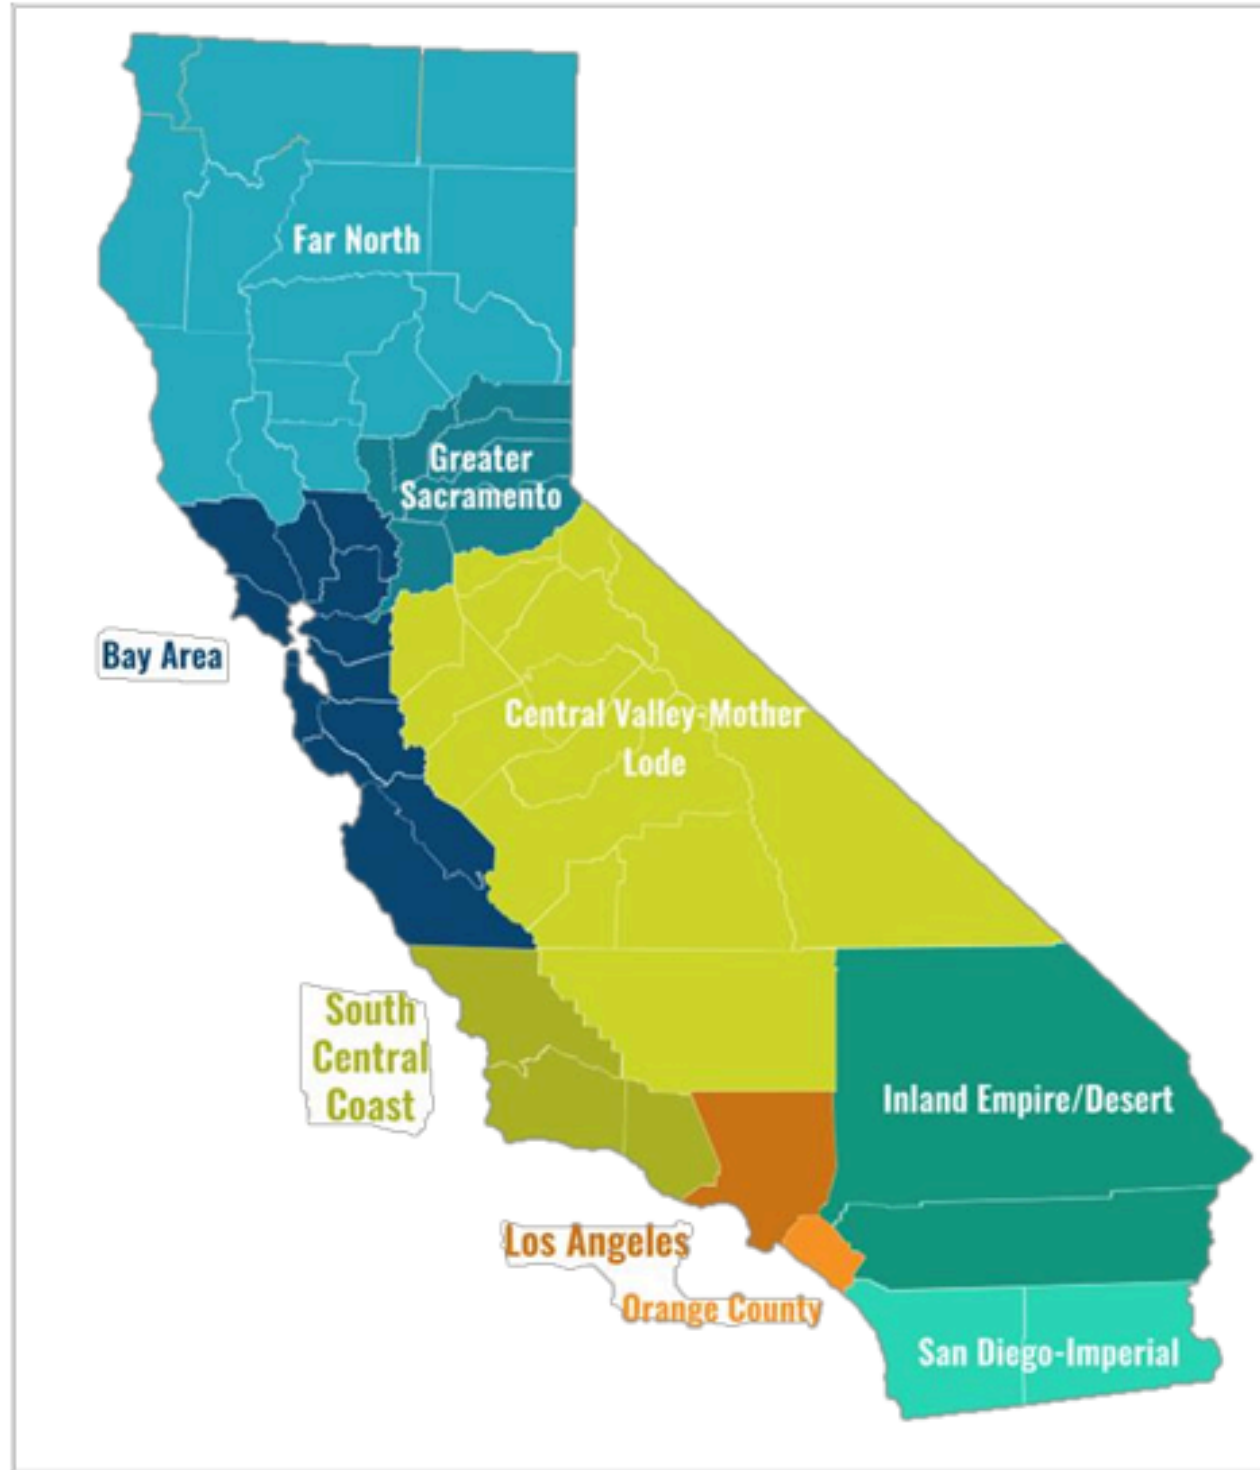 Far North
Greater
Sacramento
Bay Area
Central Valley-Mother
Lode
South
Central
Coast
Inland Empire/Desert
Los Angeles
Orange County
San Diego-Imperial